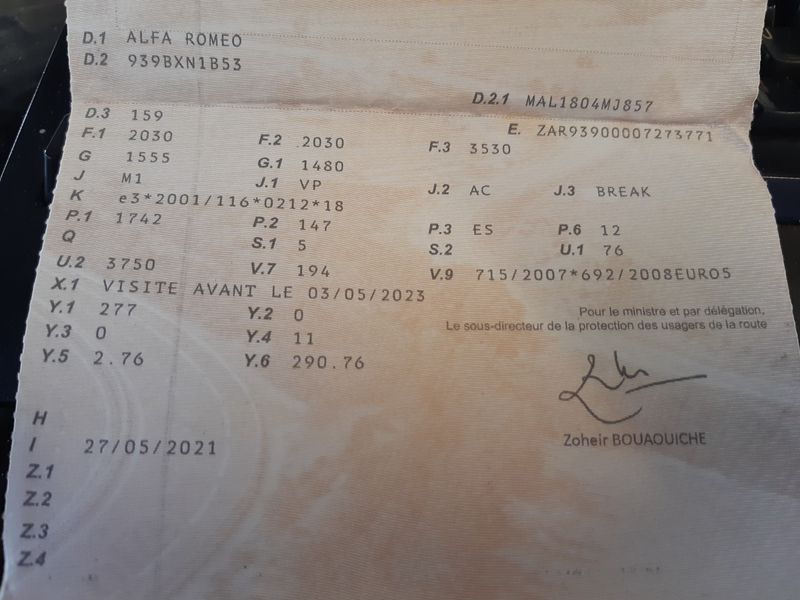 D.1 ALFA ROMEO
D.2 939BXN1B53
D.2.1 MAL1804MJ857
D.3 159 E. ZAR93900007273771
F.1 2030 F.2 2030 F.3 3530
G 1555 G.1 1480
J M1 J.1 VP J.2 AC J.3 BREAK
K e3*2001/116*0212*18
P.1 1742 P.2 147 P.3 ES P.6 12
Q S.1 5 S.2 U.1 76
U.2 3750 V.7 194 V.9 715/2007*692/2008EURO5
X.1 VISITE AVANT LE 03/05/2023
Y.1 277 Y.2 0
Pour le ministre et par délégation,
Le sous-directeur de la protection des usagers de la route
Y.3 0 Y.4 11
Y.5 2.76 Y.6 290.76
H
Zoheir BOUAOUICHE
I 27/05/2021
Z.1
Z.2
Z.3
Z.4